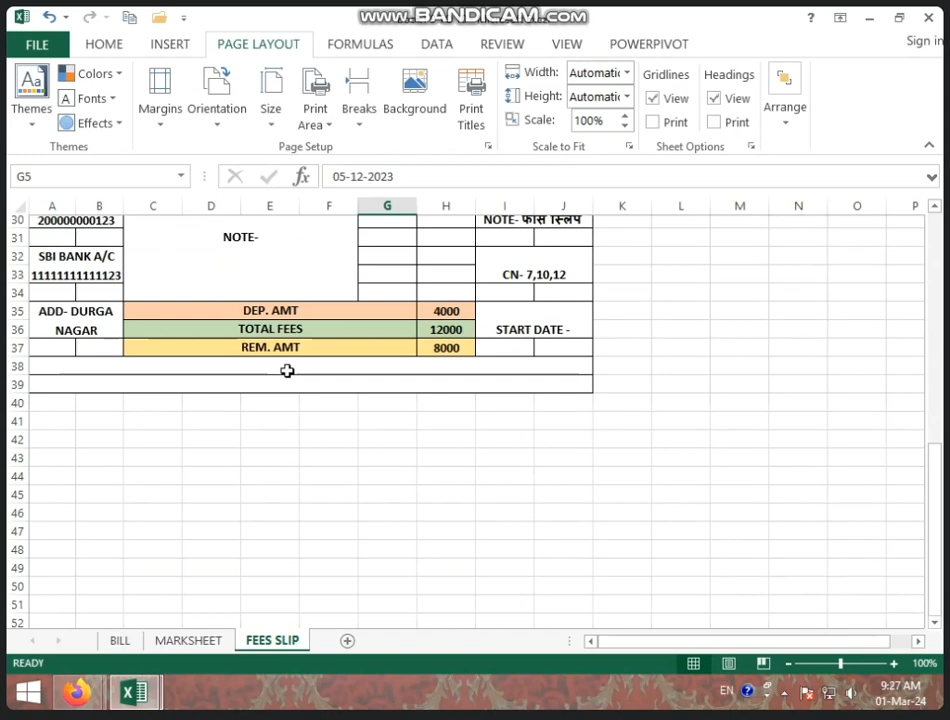 www.BANDICAM.com
FILE HOME INSERT PAGE LAYOUT FORMULAS DATA REVIEW VIEW POWERPIVOT Sign in
Themes Colors Fonts Effects
Margins Orientation Size Print Area Breaks Background Print Titles
Width: Automatic
Height: Automatic
Scale: 100%
Gridlines View Print
Headings View Print
Arrange
Themes Page Setup Scale to Fit Sheet Options
G5 fx 05-12-2023
A B C D E F G H I J K L M N O P
30 200000000123 NOTE- फीस स्लिप
31 NOTE-
32 SBI BANK A/C
33 11111111111123 CN- 7,10,12
34
35 ADD- DURGA DEP. AMT 4000
36 NAGAR TOTAL FEES 12000 START DATE -
37 REM. AMT 8000
38
39
40
41
42
43
44
45
46
47
48
49
50
51
52
BILL MARKSHEET FEES SLIP
READY 100%
EN 9:27 AM
01-Mar-24